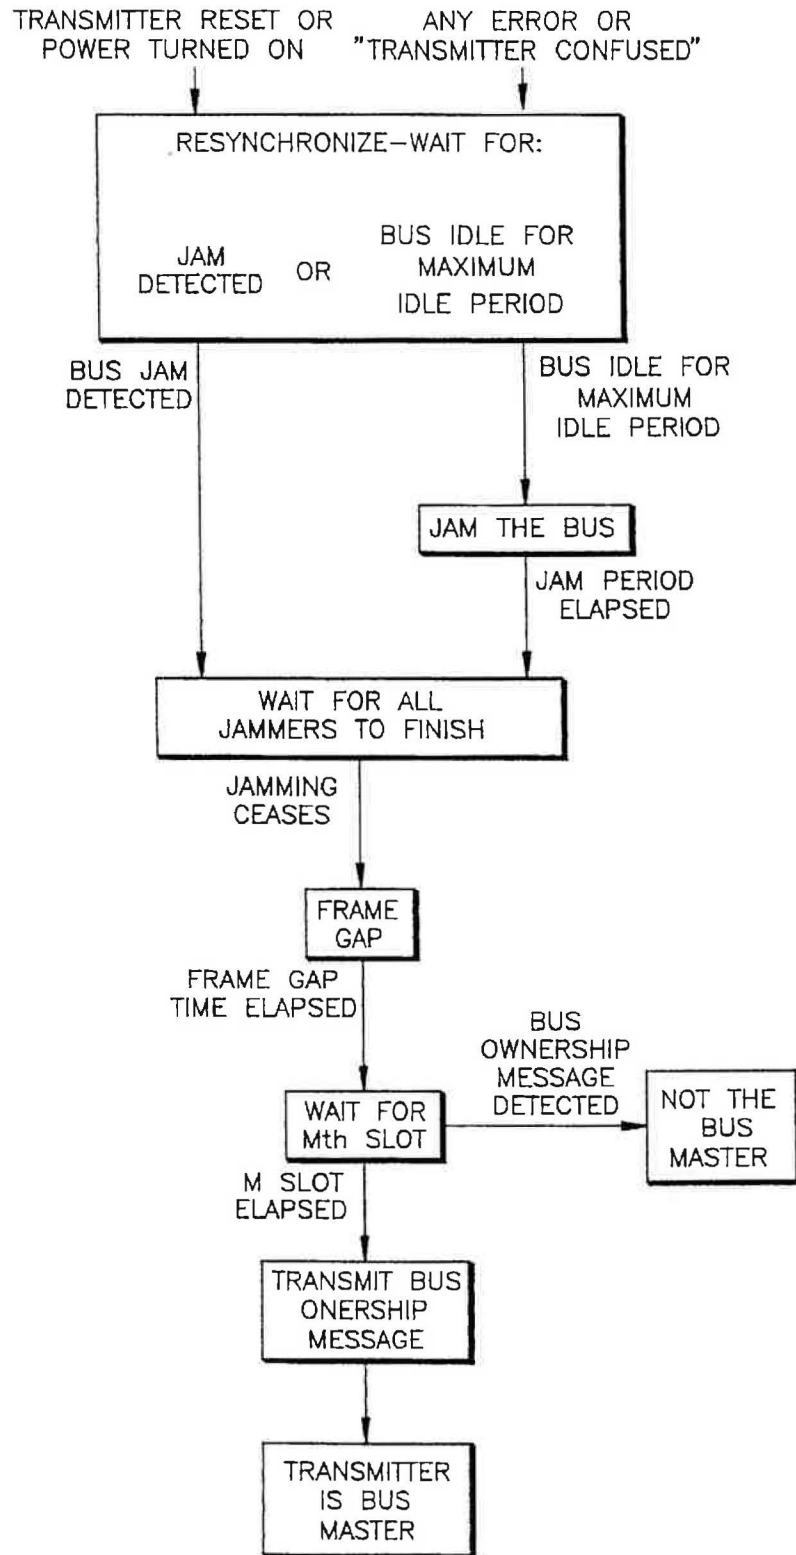 TRANSMITTER RESET OR
POWER TURNED ON
ANY ERROR OR
"TRANSMITTER CONFUSED"
RESYNCHRONIZE-WAIT FOR:
JAM
DETECTED
OR
BUS IDLE FOR
MAXIMUM
IDLE PERIOD
BUS JAM
DETECTED
BUS IDLE FOR
MAXIMUM
IDLE PERIOD
JAM THE BUS
JAM PERIOD
ELAPSED
WAIT FOR ALL
JAMMERS TO FINISH
JAMMING
CEASES
FRAME
GAP
FRAME GAP
TIME ELAPSED
BUS
OWNERSHIP
MESSAGE
DETECTED
WAIT FOR
Mth SLOT
NOT THE
BUS
MASTER
M SLOT
ELAPSED
TRANSMIT BUS
ONERSHIP
MESSAGE
TRANSMITTER
IS BUS
MASTER